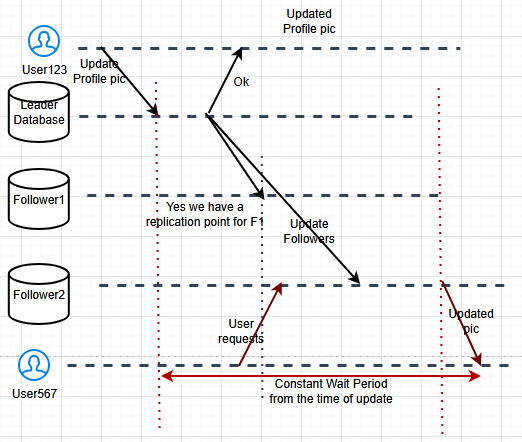 Updated
Profile pic
User123
Update
Profile pic
Ok
Leader
Database
Follower1
Yes we have a
replication point for F1
Update
Followers
Follower2
User
requests
Updated
pic
User567
Constant Wait Period
from the time of update